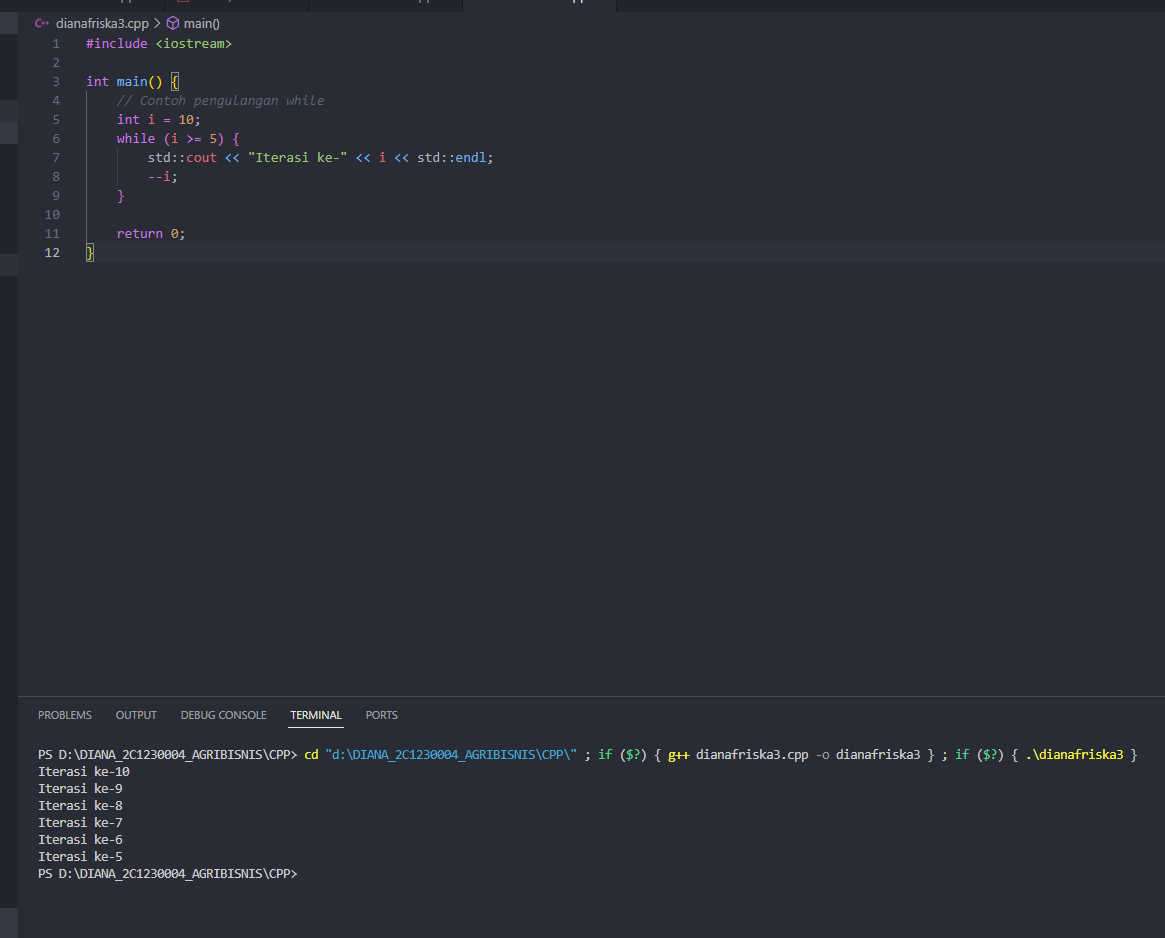 dianafriska3.cpp > main()
1 #include <iostream>
2
3 int main() {
4     // Contoh pengulangan while
5     int i = 10;
6     while (i >= 5) {
7         std::cout << "Iterasi ke-" << i << std::endl;
8         --i;
9     }
10
11     return 0;
12 }
PROBLEMS OUTPUT DEBUG CONSOLE TERMINAL PORTS
PS D:\DIANA_2C1230004_AGRIBISNIS\CPP> cd "d:\DIANA_2C1230004_AGRIBISNIS\CPP\" ; if ($?) { g++ dianafriska3.cpp -o dianafriska3 } ; if ($?) { .\dianafriska3 }
Iterasi ke-10
Iterasi ke-9
Iterasi ke-8
Iterasi ke-7
Iterasi ke-6
Iterasi ke-5
PS D:\DIANA_2C1230004_AGRIBISNIS\CPP>